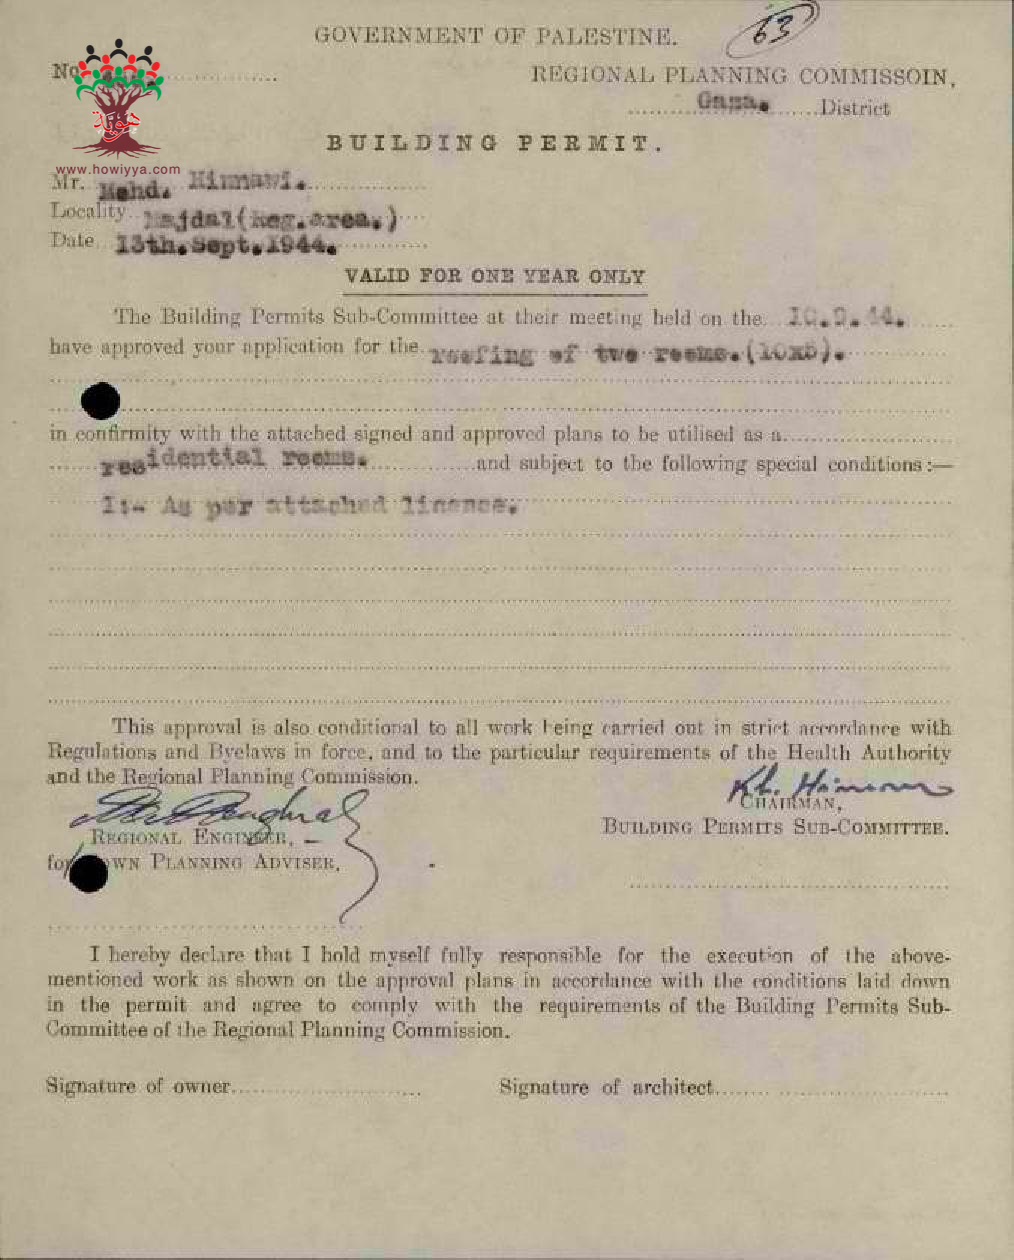 63
GOVERNMENT OF PALESTINE.
No
REGIONAL PLANNING COMMISSOIN,
Gaza. District
BUILDING PERMIT.
هوية
www.howiyya.com
Mr. Mohd. Hinnawi.
Locality Majdal(Reg.area.)
Date 13th.Sept.1944.
VALID FOR ONE YEAR ONLY
The Building Permits Sub-Committee at their meeting held on the
have approved your application for the roofing of two rooms.(10x5).
in confirmity with the attached signed and approved plans to be utilised as a
residential rooms. and subject to the following special conditions :—
1:- As per attached licence.
This approval is also conditional to all work being carried out in strict accordance with
Regulations and Byelaws in force, and to the particular requirements of the Health Authority
and the Regional Planning Commission.
CHAIRMAN,
REGIONAL ENGINEER,
BUILDING PERMITS SUB-COMMITTEE.
for TOWN PLANNING ADVISER,
I hereby declare that I hold myself fully responsible for the execution of the above-
mentioned work as shown on the approval plans in accordance with the conditions laid down
in the permit and agree to comply with the requirements of the Building Permits Sub-
Committee of the Regional Planning Commission.
Signature of owner
Signature of architect